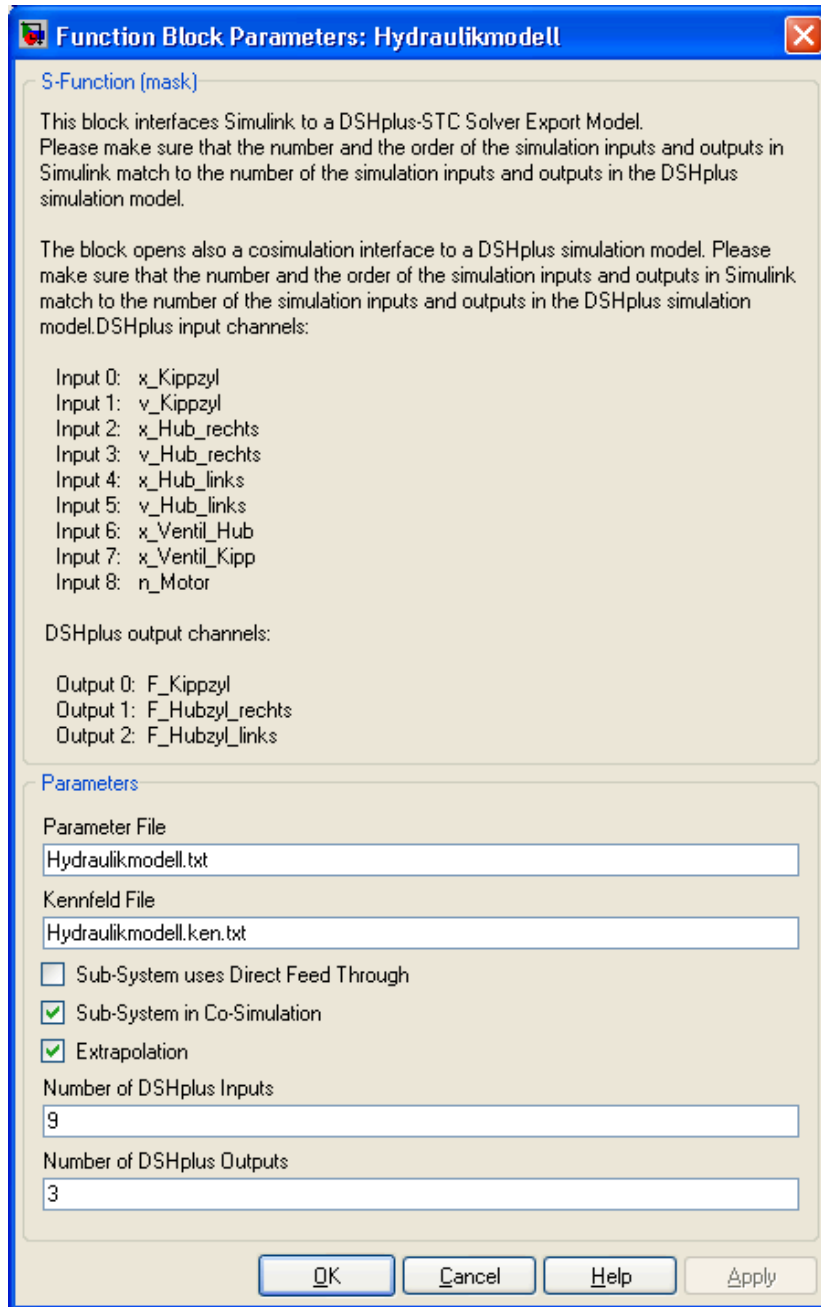 Function Block Parameters: Hydraulikmodell
S-Function (mask)
This block interfaces Simulink to a DSHplus-STC Solver Export Model.
Please make sure that the number and the order of the simulation inputs and outputs in
Simulink match to the number of the simulation inputs and outputs in the DSHplus
simulation model.
The block opens also a cosimulation interface to a DSHplus simulation model. Please
make sure that the number and the order of the simulation inputs and outputs in Simulink
match to the number of the simulation inputs and outputs in the DSHplus simulation
model.DSHplus input channels:
Input 0: x_Kippzyl
Input 1: v_Kippzyl
Input 2: x_Hub_rechts
Input 3: v_Hub_rechts
Input 4: x_Hub_links
Input 5: v_Hub_links
Input 6: x_Ventil_Hub
Input 7: x_Ventil_Kipp
Input 8: n_Motor
DSHplus output channels:
Output 0: F_Kippzyl
Output 1: F_Hubzyl_rechts
Output 2: F_Hubzyl_links
Parameters
Parameter File
Hydraulikmodell.txt
Kennfeld File
Hydraulikmodell.ken.txt
Sub-System uses Direct Feed Through
Sub-System in Co-Simulation
Extrapolation
Number of DSHplus Inputs
9
Number of DSHplus Outputs
3
OK Cancel Help Apply